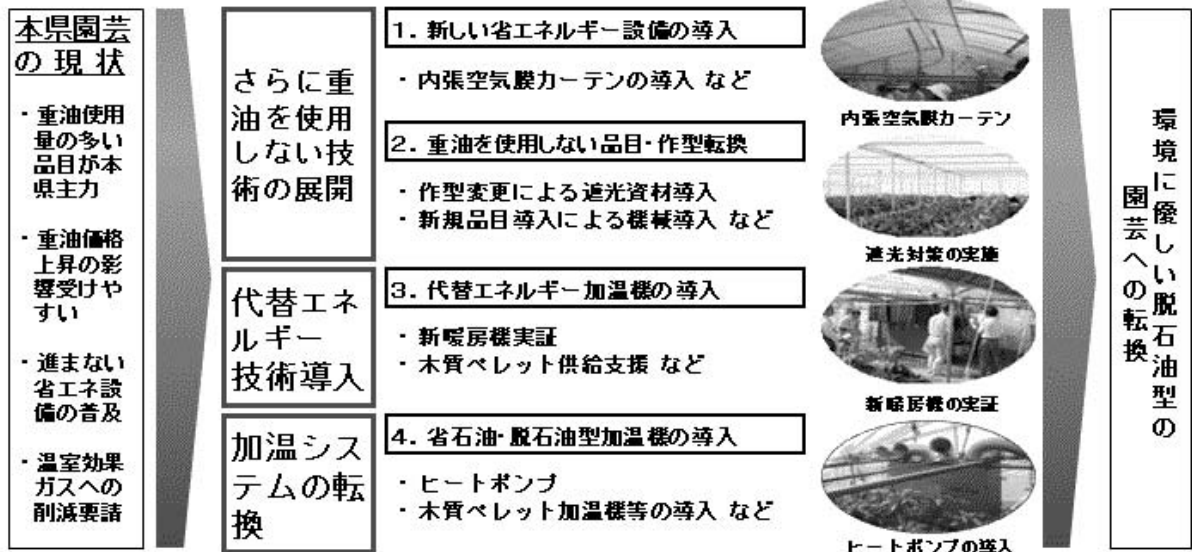 本県園芸
の現状
・重油使用
量の多い
品目が本
県主力
・重油価格
上昇の影
響受けや
すい
・進まない
省エネ設
備の普及
・温室効果
ガスへの
削減要請
さらに重
油を使用
しない技
術の展開
1. 新しい省エネルギー設備の導入
・内張空気膜カーテンの導入 など
2. 重油を使用しない品目・作型転換
・作型変更による遮光資材導入
・新規品目導入による機械導入 など
代替エネ
ルギー
技術導入
3. 代替エネルギー加温機の導入
・新暖房機実証
・木質ペレット供給支援 など
加温シス
テムの転
換
4. 省石油・脱石油型加温機の導入
・ヒートポンプ
・木質ペレット加温機等の導入 など
内張空気膜カーテン
遮光対策の実施
新暖房機の実証
ヒートポンプの導入
環境に優しい脱石油型の
園芸への転換